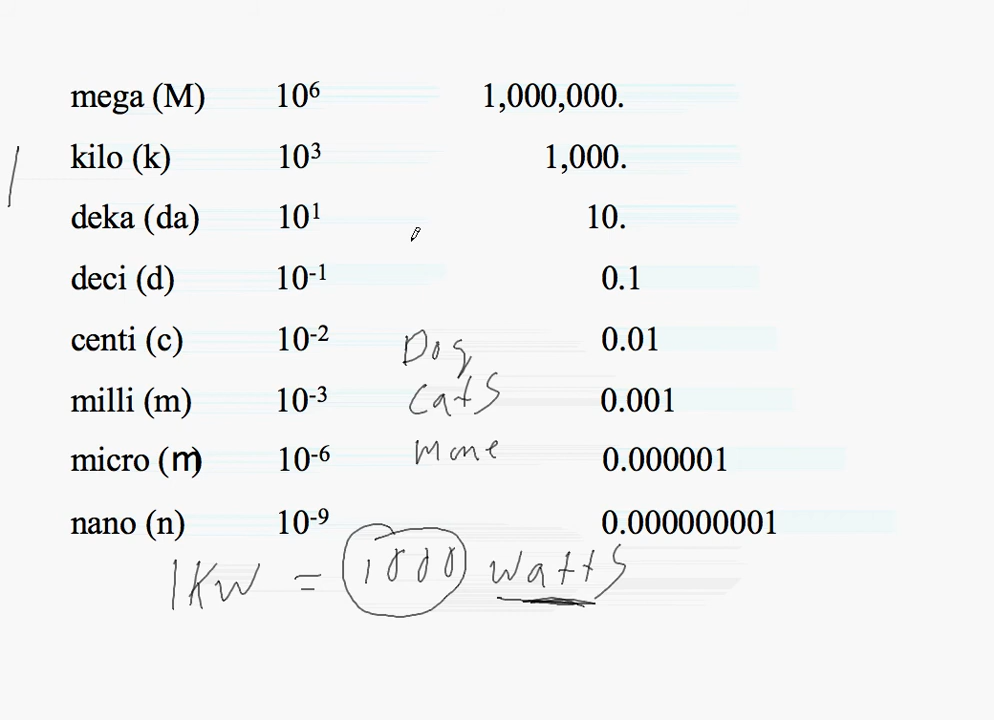 mega (M) 10⁶ 1,000,000.
kilo (k) 10³ 1,000.
deka (da) 10¹ 10.
deci (d) 10⁻¹ 0.1
centi (c) 10⁻² 0.01
Dog
milli (m) 10⁻³ 0.001
Cats
micro (m) 10⁻⁶ 0.000001
mone
nano (n) 10⁻⁹ 0.000000001
1KW = 1000 watts